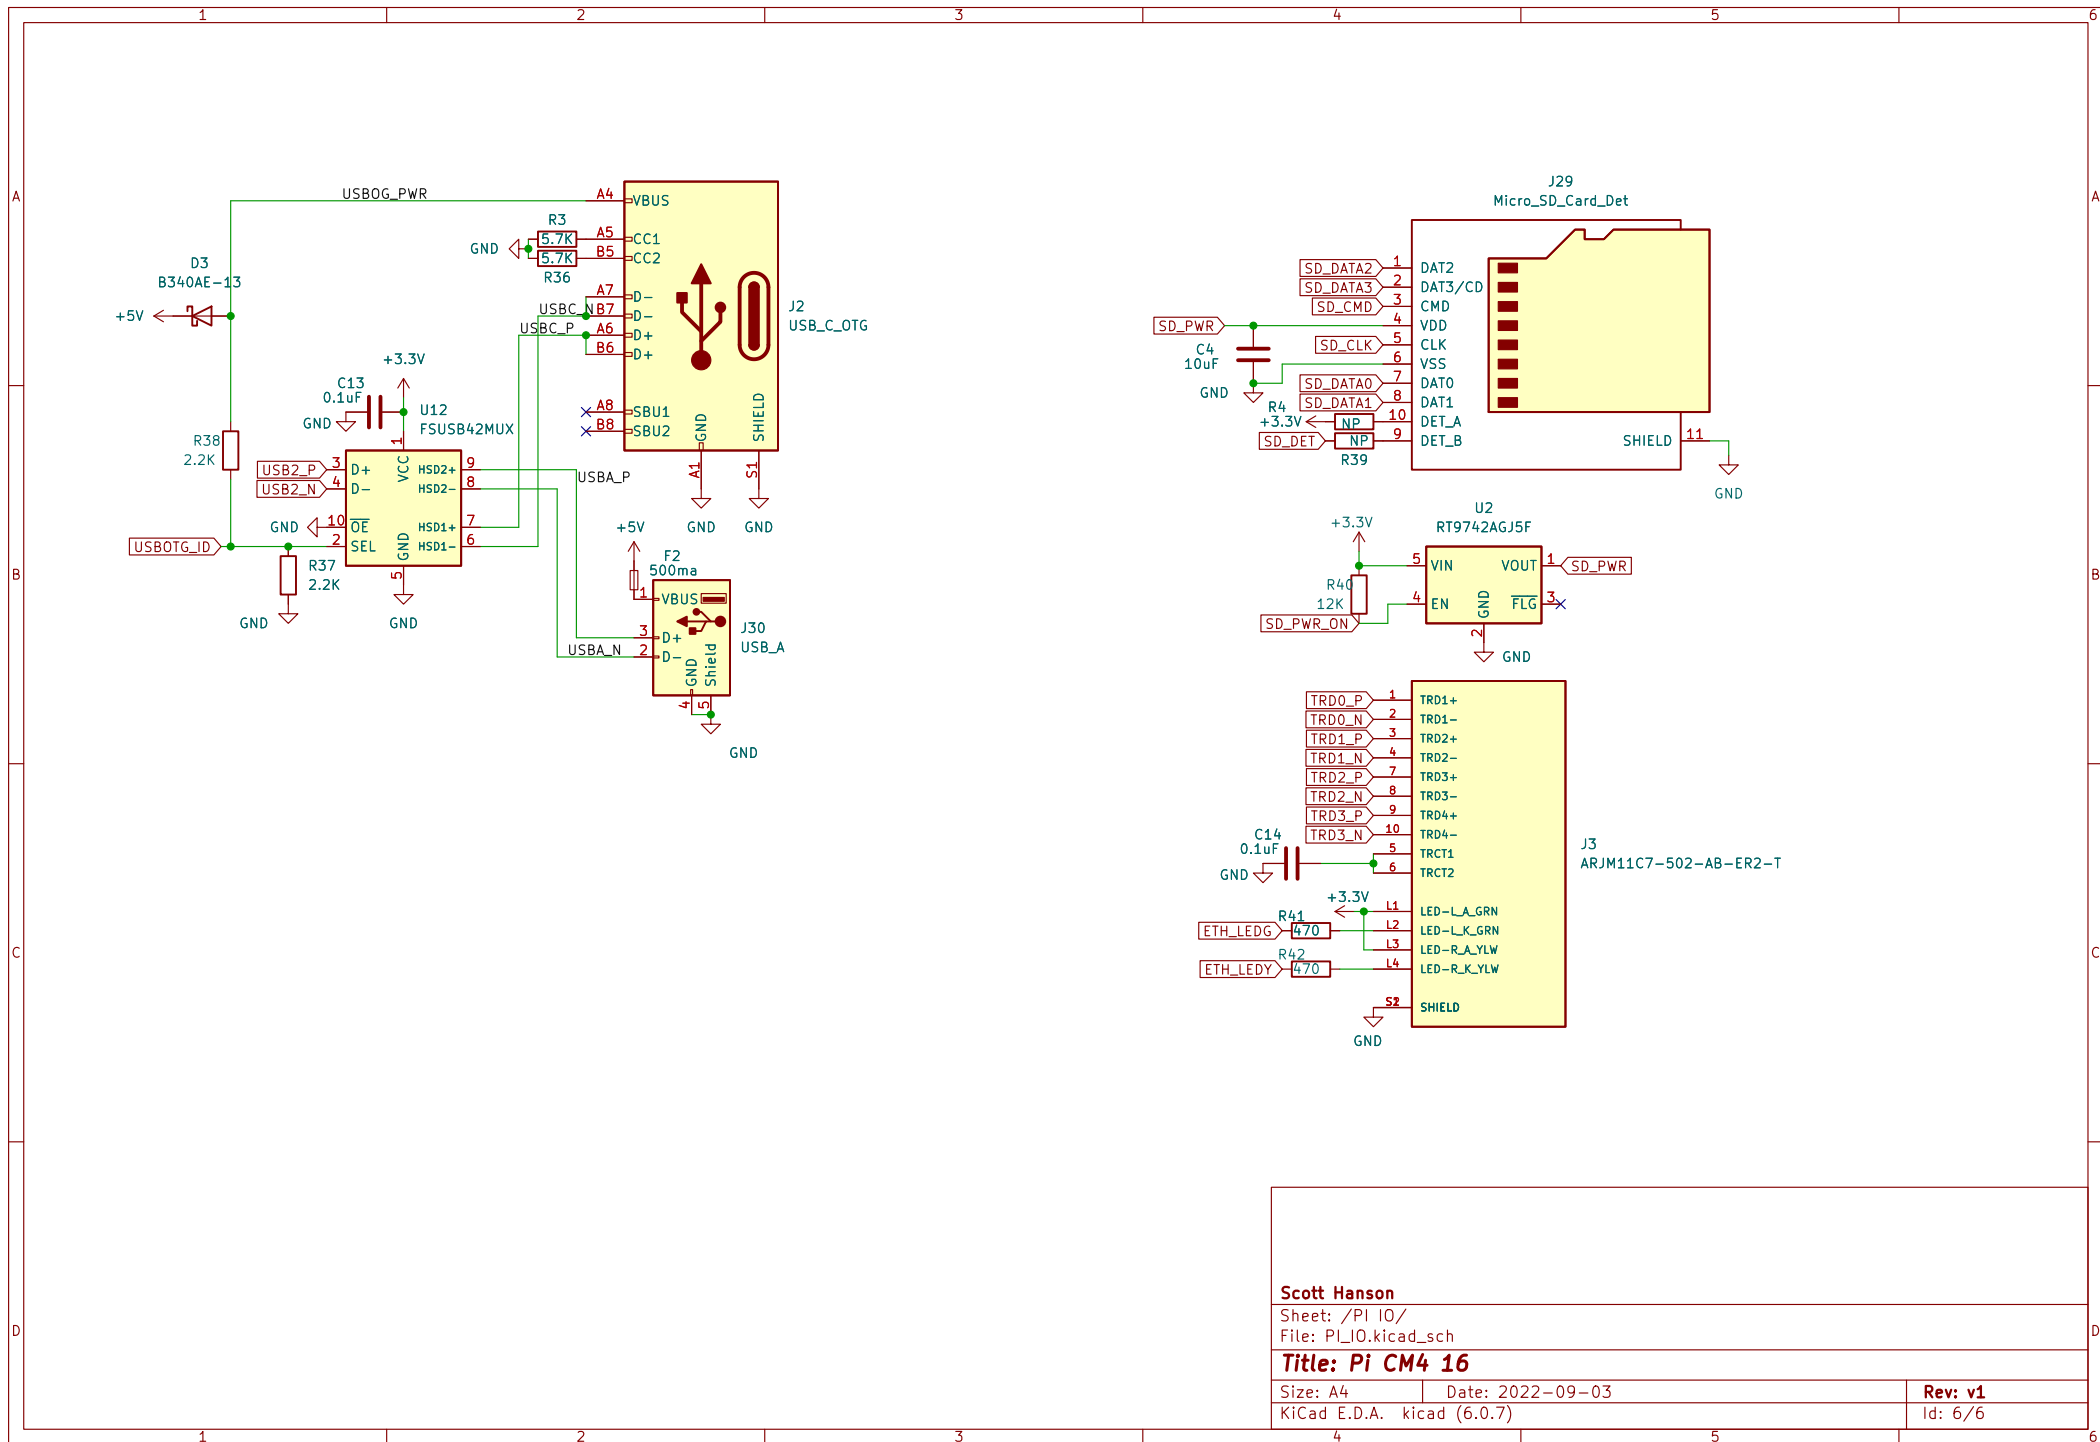 1 2 3 4 5 6
A
B
C
D
A
B
C
D
1 2 3 4 5 6
USBOG_PWR
D3
B340AE-13
+5V
R3
5.7K
5.7K
R36
GND
USBC_N
USBC_P
A4 VBUS
A5 CC1
B5 CC2
A7 D-
B7 D-
A6 D+
B6 D+
A8 SBU1
B8 SBU2
GND
SHIELD
A1
S1
GND
GND
J2
USB_C_OTG
+3.3V
C13
0.1uF
GND
U12
FSUSB42MUX
R38
2.2K
USB2_P
USB2_N
USBOTG_ID
GND
R37
2.2K
GND
1
VCC
3 D+
4 D-
10 OE
2 SEL
GND
5
GND
HSD2+ 9
HSD2- 8
HSD1+ 7
HSD1- 6
USBA_P
USBA_N
+5V
F2
500ma
1 VBUS
3 D+
2 D-
GND
Shield
4
5
GND
J30
USB_A
J29
Micro_SD_Card_Det
SD_DATA2 1 DAT2
SD_DATA3 2 DAT3/CD
SD_CMD 3 CMD
SD_PWR 4 VDD
SD_CLK 5 CLK
6 VSS
SD_DATA0 7 DAT0
SD_DATA1 8 DAT1
C4
10uF
GND
R4
+3.3V NP 10 DET_A
SD_DET NP 9 DET_B
R39
SHIELD 11
GND
U2
RT9742AGJ5F
+3.3V
R40
12K
SD_PWR_ON
5 VIN
4 EN
VOUT 1
FLG 3
GND
2
GND
SD_PWR
TRD0_P 1 TRD1+
TRD0_N 2 TRD1-
TRD1_P 3 TRD2+
TRD1_N 4 TRD2-
TRD2_P 7 TRD3+
TRD2_N 8 TRD3-
TRD3_P 9 TRD4+
TRD3_N 10 TRD4-
5 TRCT1
6 TRCT2
C14
0.1uF
GND
J3
ARJM11C7-502-AB-ER2-T
+3.3V
L1 LED-L_A_GRN
R41
ETH_LEDG 470 L2 LED-L_K_GRN
L3 LED-R_A_YLW
R42
ETH_LEDY 470 L4 LED-R_K_YLW
SHIELD
GND
Scott Hanson
Sheet: /PI IO/
File: PI_IO.kicad_sch
Title: Pi CM4 16
Size: A4 Date: 2022-09-03 Rev: v1
KiCad E.D.A. kicad (6.0.7) Id: 6/6